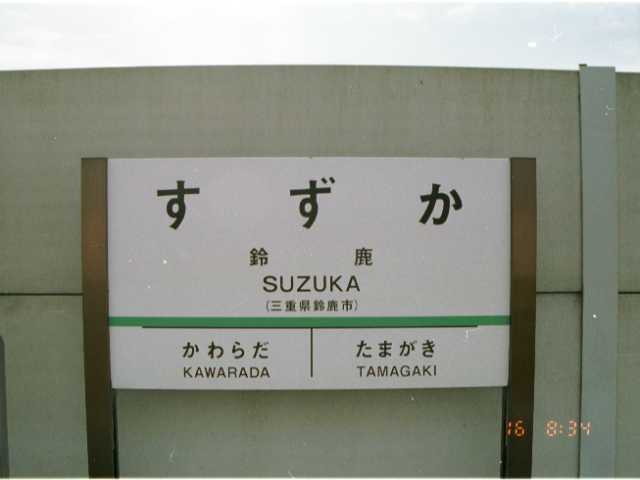 すずか
鈴鹿
SUZUKA
(三重県鈴鹿市)
かわらだ
KAWARADA
たまがき
TAMAGAKI
16 8:34